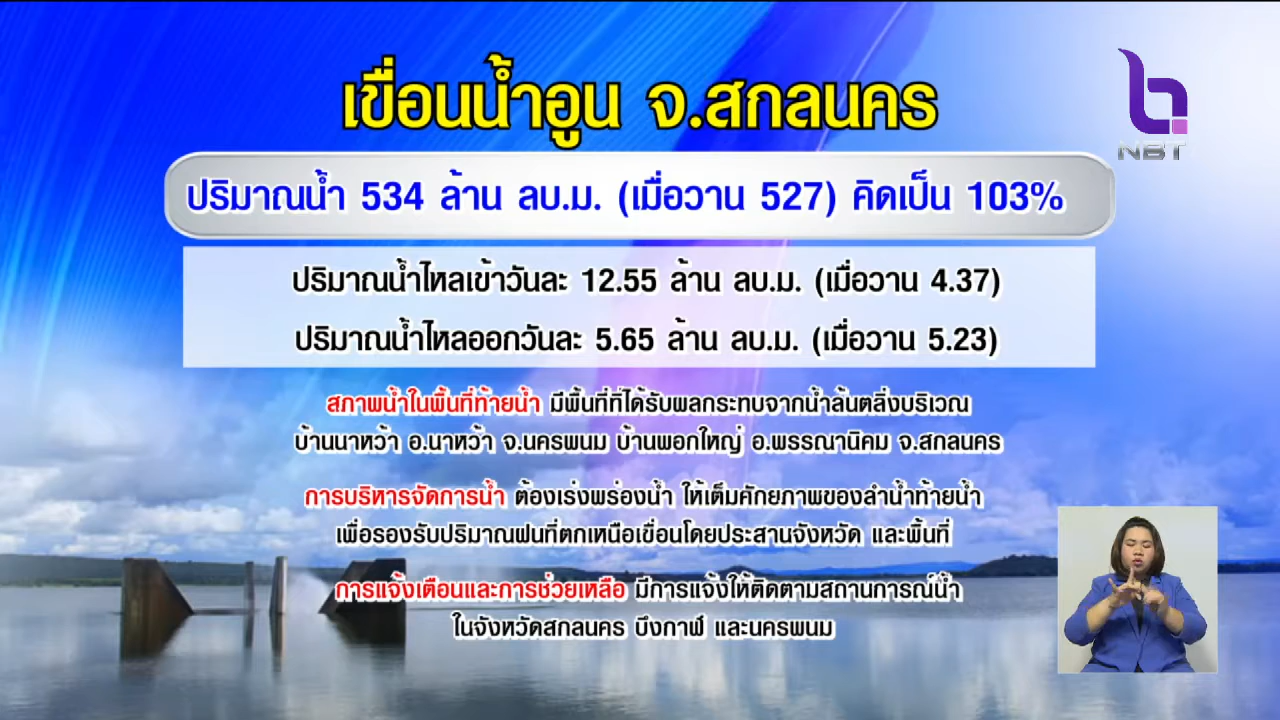 เขื่อนน้ำอูน จ.สกลนคร
NBT
ปริมาณน้ำ 534 ล้าน ลบ.ม. (เมื่อวาน 527) คิดเป็น 103%
ปริมาณน้ำไหลเข้าวันละ 12.55 ล้าน ลบ.ม. (เมื่อวาน 4.37)
ปริมาณน้ำไหลออกวันละ 5.65 ล้าน ลบ.ม. (เมื่อวาน 5.23)
สภาพน้ำในพื้นที่ท้ายน้ำ มีพื้นที่ที่ได้รับผลกระทบจากน้ำล้นตลิ่งบริเวณ
บ้านนาหว้า อ.นาหว้า จ.นครพนม บ้านพอกใหญ่ อ.พรรณานิคม จ.สกลนคร
การบริหารจัดการน้ำ ต้องเร่งพร่องน้ำ ให้เต็มศักยภาพของลำน้ำท้ายน้ำ
เพื่อรองรับปริมาณฝนที่ตกเหนือเขื่อนโดยประสานจังหวัด และพื้นที่
การแจ้งเตือนและการช่วยเหลือ มีการแจ้งให้ติดตามสถานการณ์น้ำ
ในจังหวัดสกลนคร บึงกาฬ และนครพนม